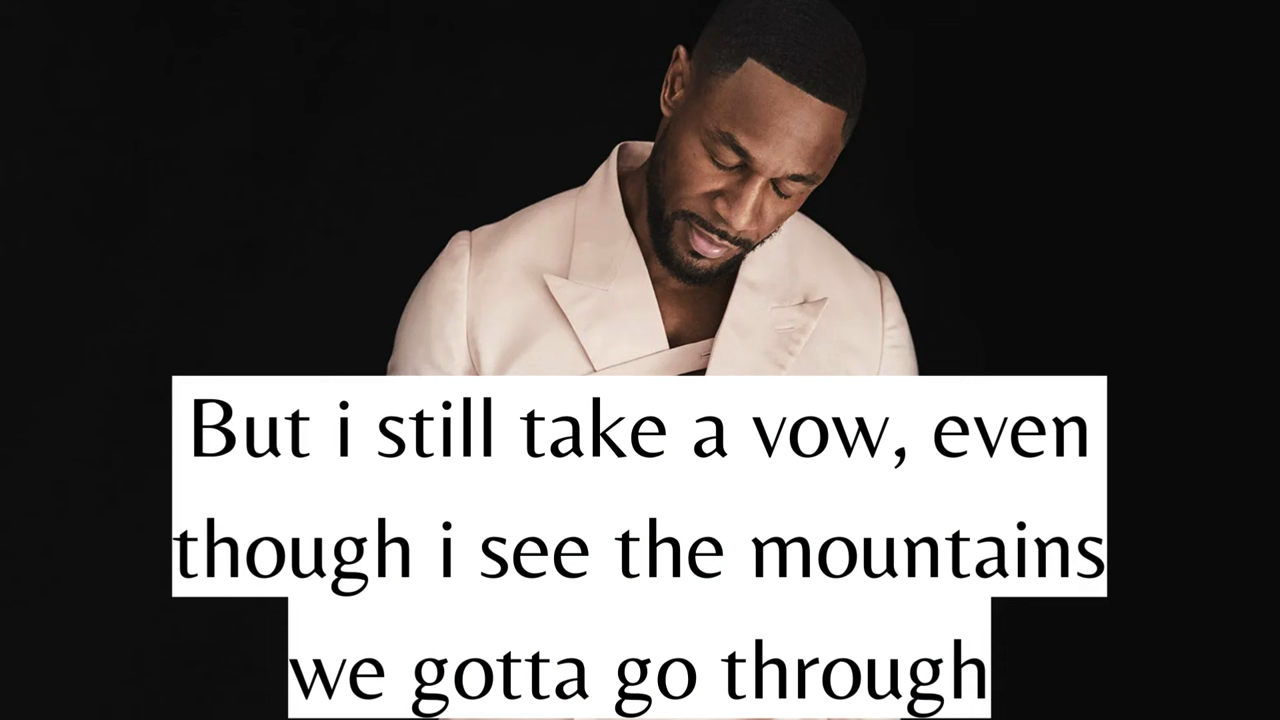 But i still take a vow, even
though i see the mountains
we gotta go through